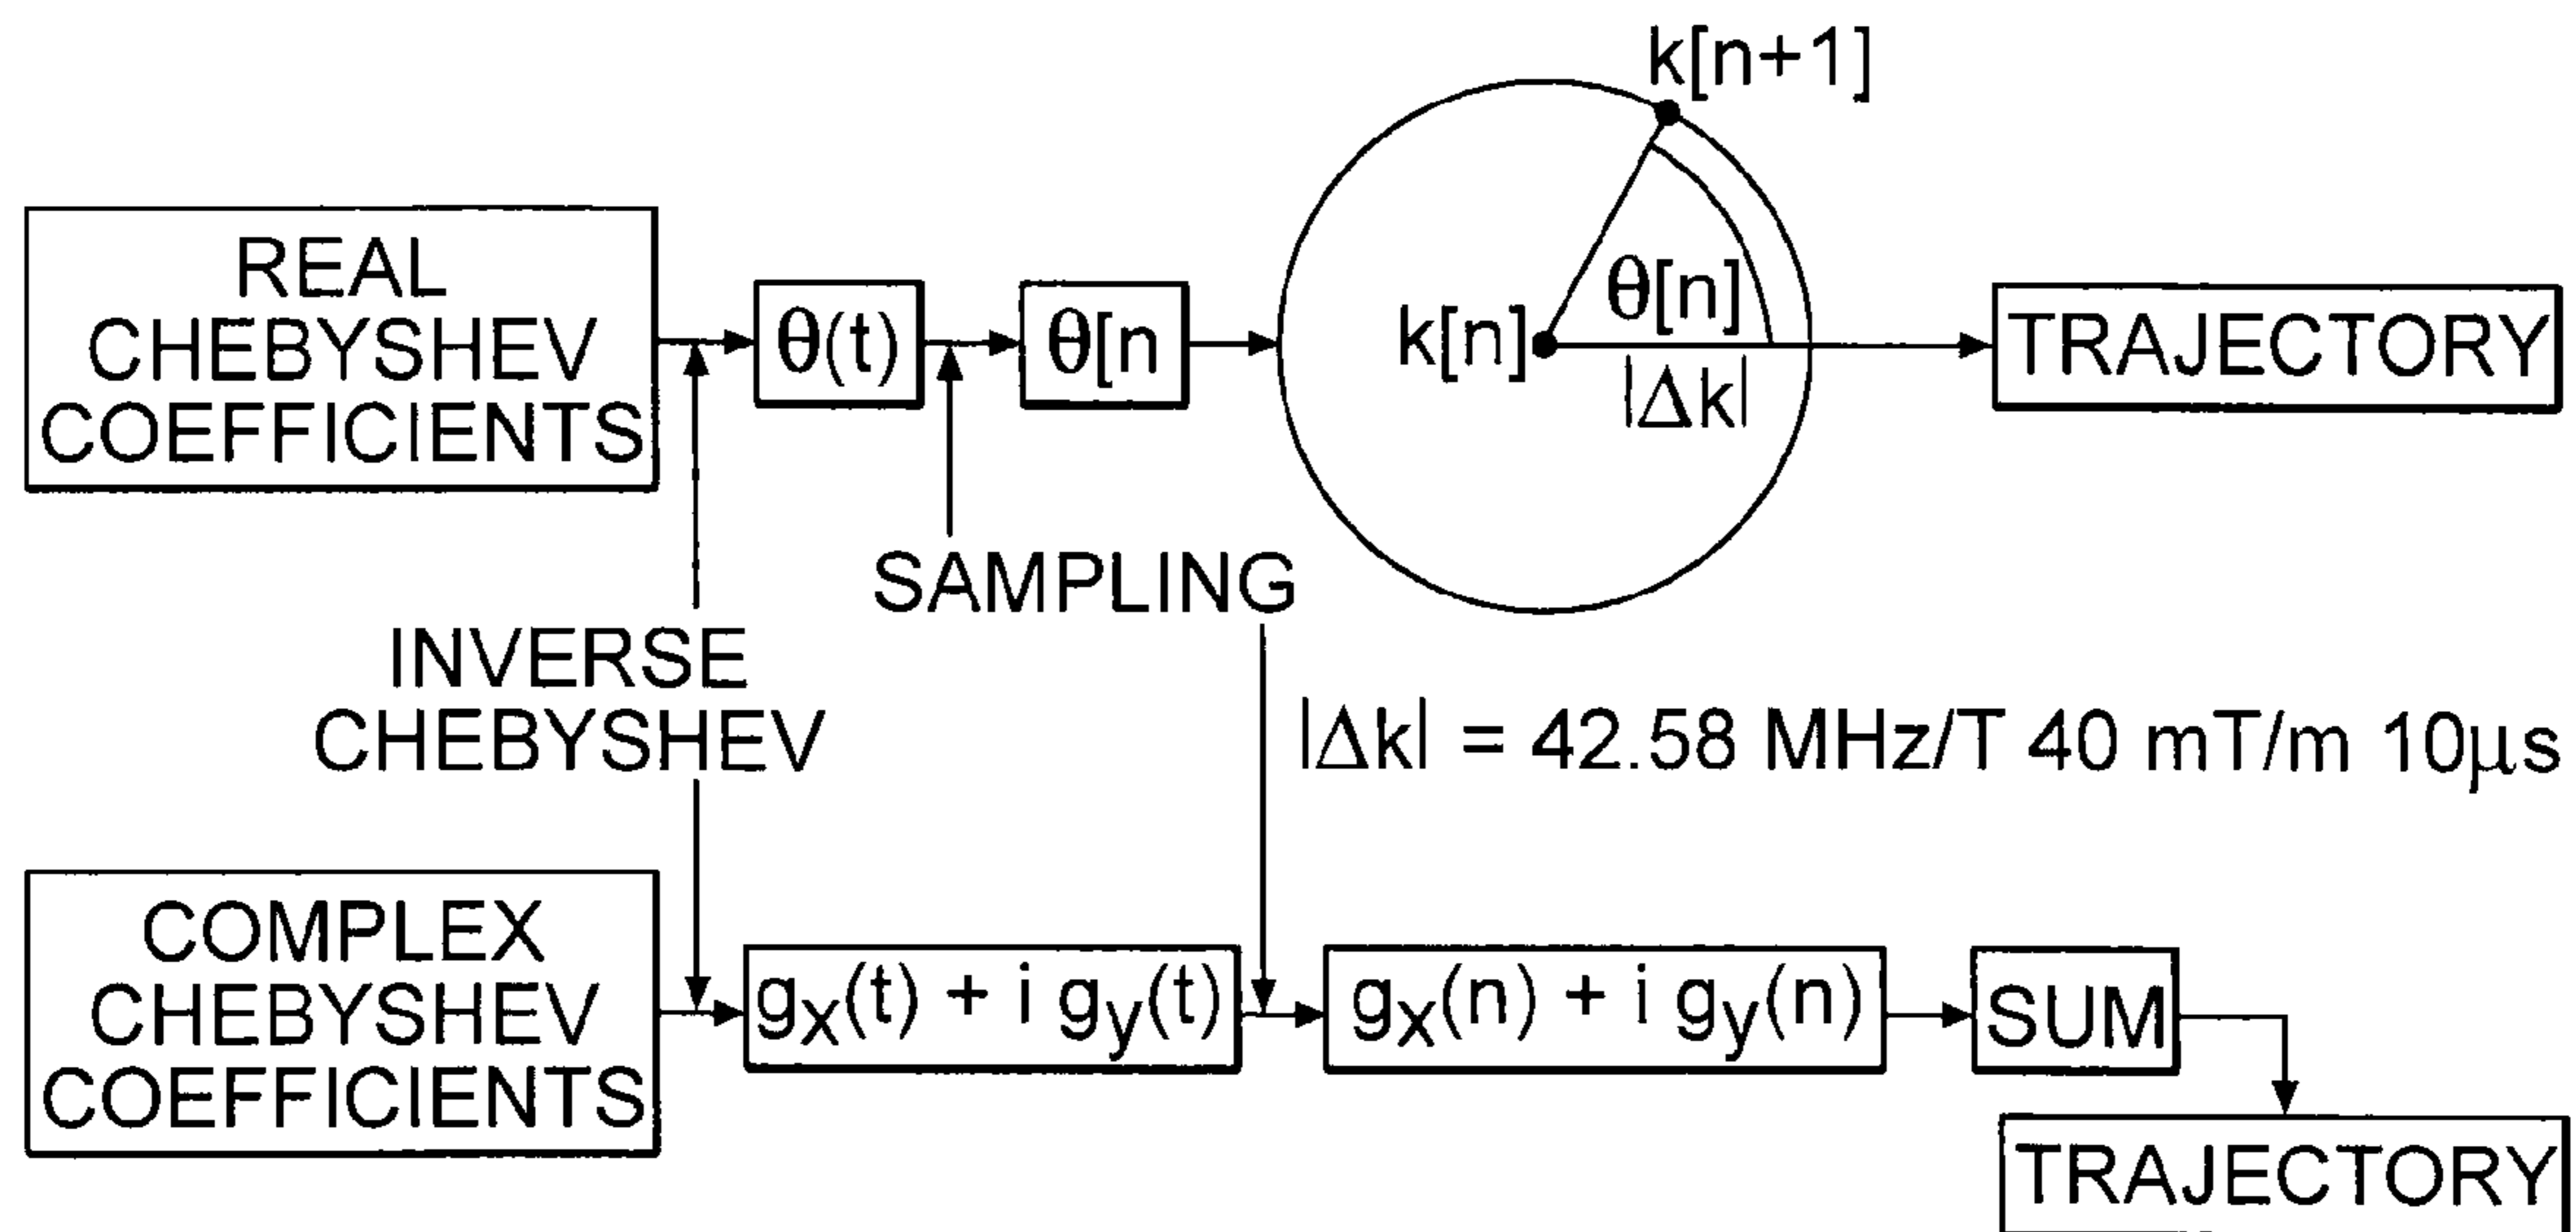 k[n+1]
REAL
CHEBYSHEV
COEFFICIENTS
θ(t)
θ[n
k[n]
θ[n]
|Δk|
TRAJECTORY
SAMPLING
INVERSE
CHEBYSHEV
|Δk| = 42.58 MHz/T 40 mT/m 10μs
COMPLEX
CHEBYSHEV
COEFFICIENTS
gx(t) + i gy(t)
gx(n) + i gy(n)
SUM
TRAJECTORY